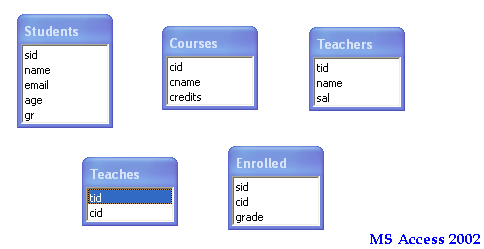 Students
sid
name
email
age
gr
Courses
cid
cname
credits
Teachers
tid
name
sal
Teaches
tid
cid
Enrolled
sid
cid
grade
MS Access 2002